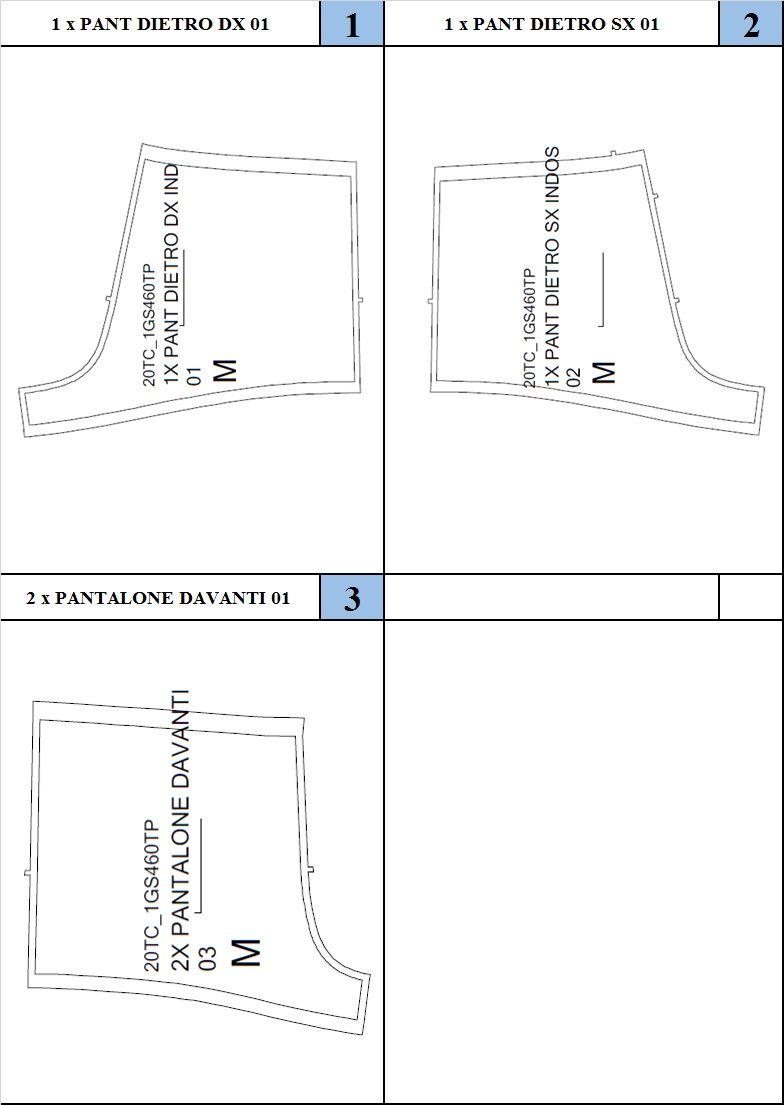 1 x PANT DIETRO DX 01
1
1 x PANT DIETRO SX 01
2
20TC_1GS460TP
1X PANT DIETRO DX IND
01
M
20TC_1GS460TP
1X PANT DIETRO SX INDOS
02
M
2 x PANTALONE DAVANTI 01
3
20TC_1GS460TP
2X PANTALONE DAVANTI
03
M